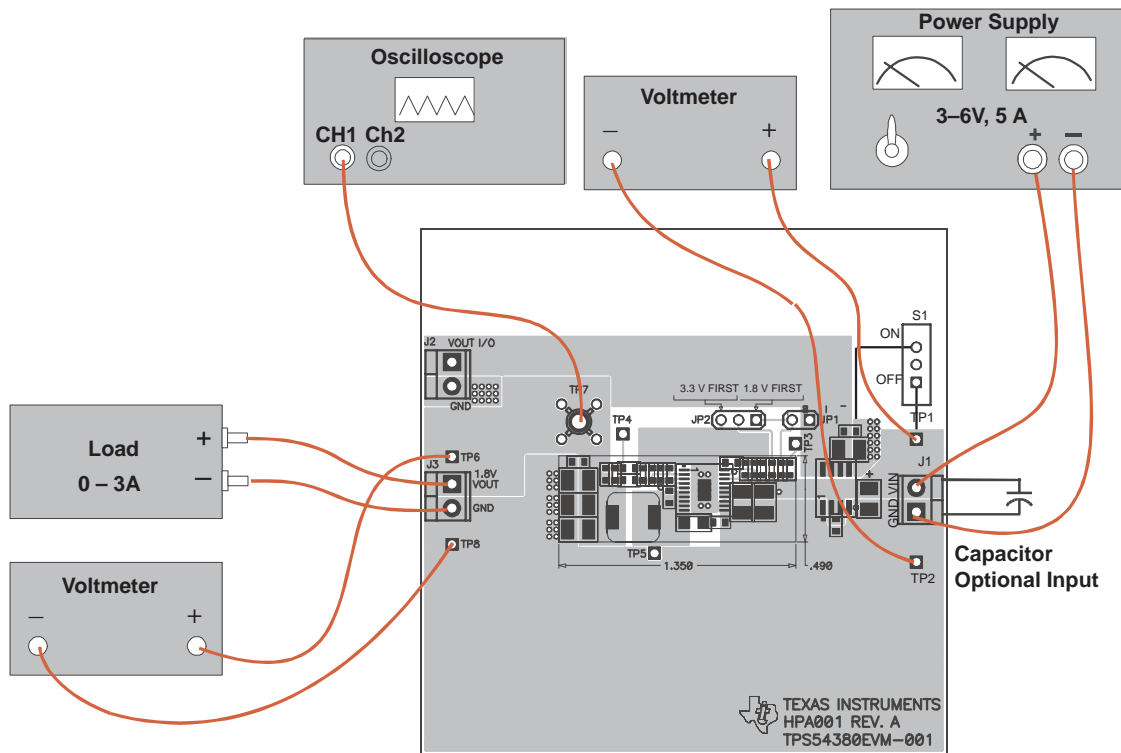 Power Supply
3–6V, 5 A
+ −
Oscilloscope
CH1 Ch2
Voltmeter
− +
S1
ON
OFF
J2 VOUT I/O
GND
TP7
3.3 V FIRST 1.8 V FIRST
TP4
JP2
JP1
TP3
TP1
J1
VIN
GND
+
Load
0 – 3A
+
−
TP6
J3
1.8V
VOUT
GND
TP8
TP5
1.350
.490
TP2
Capacitor
Optional Input
Voltmeter
− +
TEXAS INSTRUMENTS
HPA001 REV. A
TPS54380EVM–001